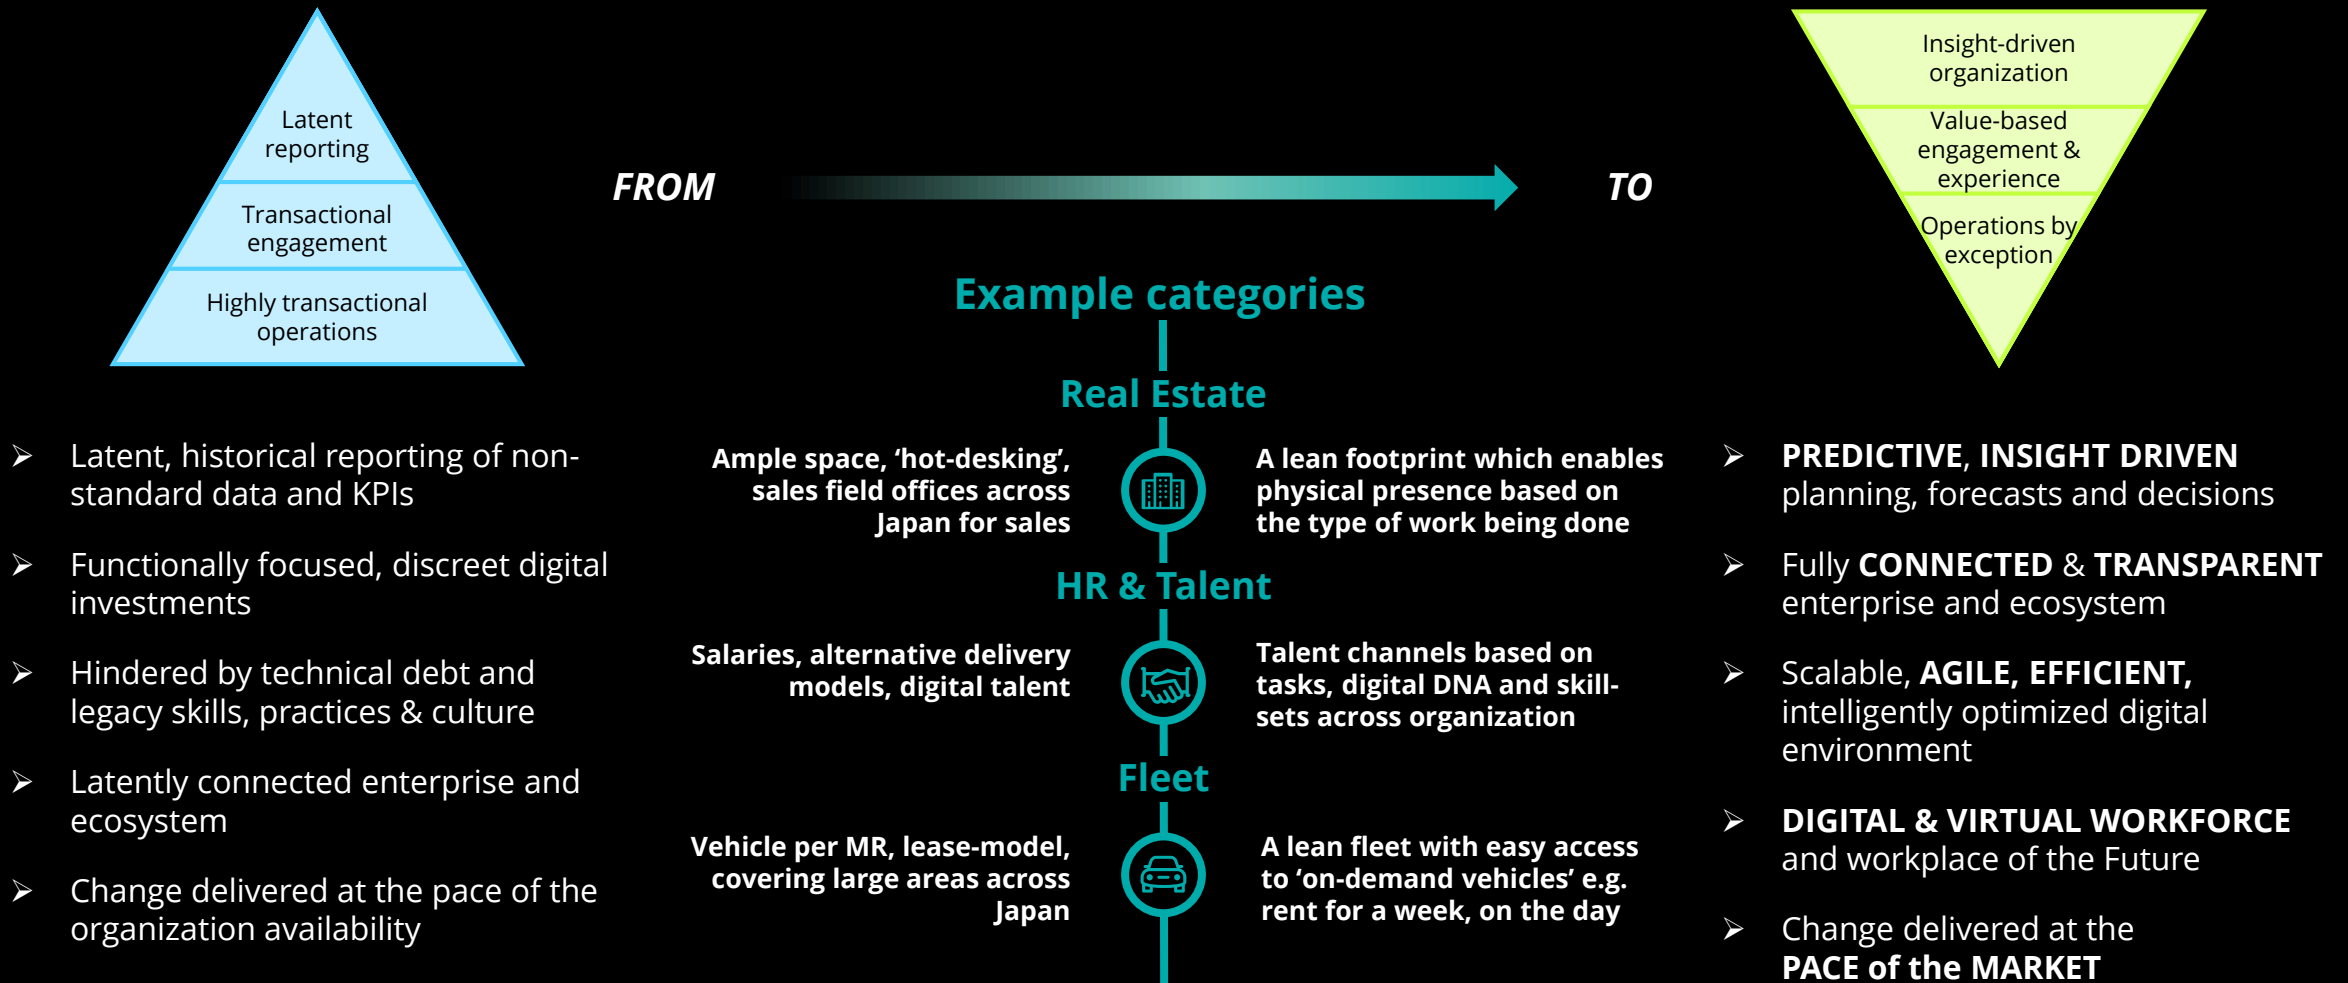 Latent
reporting
Transactional
engagement
Highly transactional
operations
FROM
TO
Insight-driven
organization
Value-based
engagement &
experience
Operations by
exception
➢ Latent, historical reporting of non-
standard data and KPIs
➢ Functionally focused, discreet digital
investments
➢ Hindered by technical debt and
legacy skills, practices & culture
➢ Latently connected enterprise and
ecosystem
➢ Change delivered at the pace of the
organization availability
Example categories
Real Estate
Ample space, ‘hot-desking’,
sales field offices across
Japan for sales
A lean footprint which enables
physical presence based on
the type of work being done
HR & Talent
Salaries, alternative delivery
models, digital talent
Talent channels based on
tasks, digital DNA and skill-
sets across organization
Fleet
Vehicle per MR, lease-model,
covering large areas across
Japan
A lean fleet with easy access
to ‘on-demand vehicles’ e.g.
rent for a week, on the day
➢ PREDICTIVE, INSIGHT DRIVEN
planning, forecasts and decisions
➢ Fully CONNECTED & TRANSPARENT
enterprise and ecosystem
➢ Scalable, AGILE, EFFICIENT,
intelligently optimized digital
environment
➢ DIGITAL & VIRTUAL WORKFORCE
and workplace of the Future
➢ Change delivered at the
PACE of the MARKET